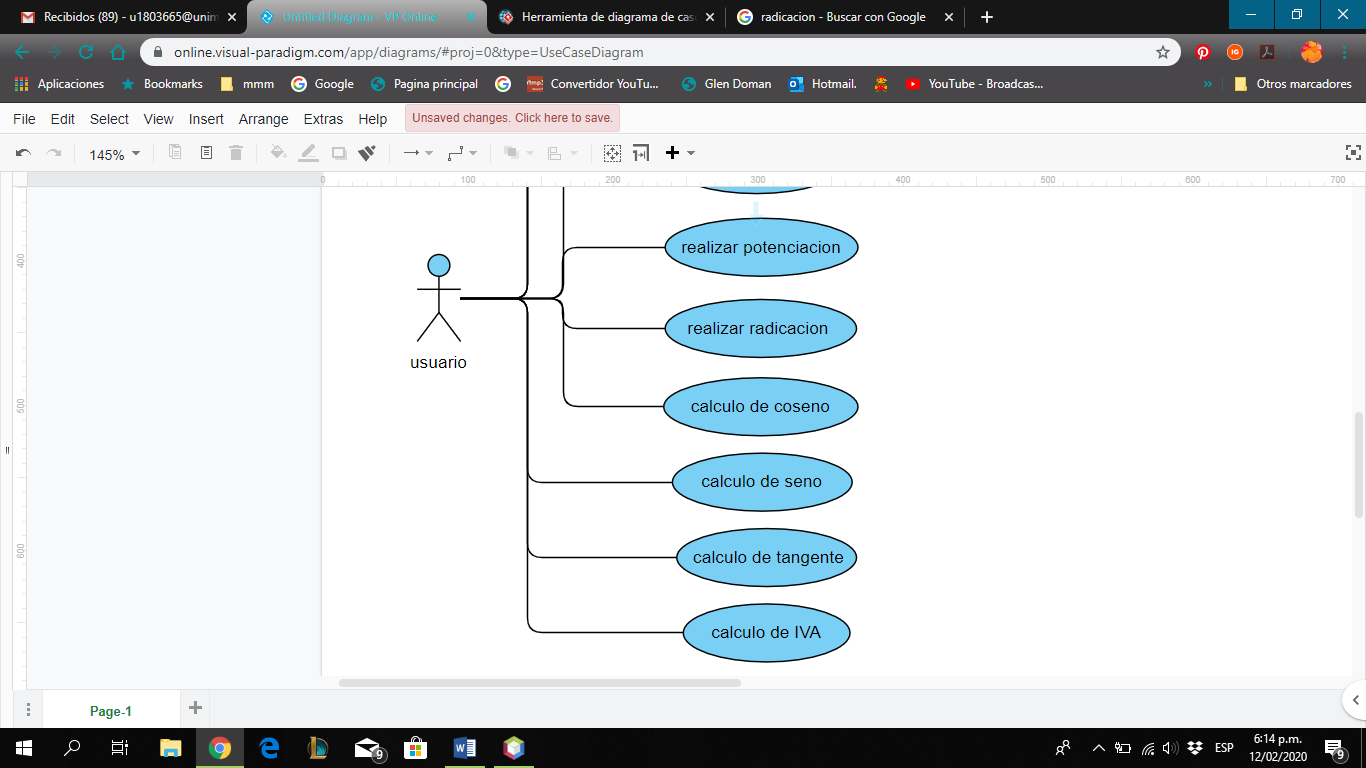 Recibidos (89) - u1803665@unim
Untitled Diagram - VP Online
Herramienta de diagrama de caso
radicacion - Buscar con Google
online.visual-paradigm.com/app/diagrams/#proj=0&type=UseCaseDiagram
Aplicaciones
Bookmarks
mmm
Google
Pagina principal
Convertidor YouTu...
Glen Doman
Hotmail.
YouTube - Broadcas...
»
Otros marcadores
File Edit Select View Insert Arrange Extras Help
Unsaved changes. Click here to save.
145%
0 100 200 300 400 500 600 700
400
500
600
realizar potenciacion
realizar radicacion
usuario
calculo de coseno
calculo de seno
calculo de tangente
calculo de IVA
Page-1
9
ESP
6:14 p.m.
12/02/2020
9